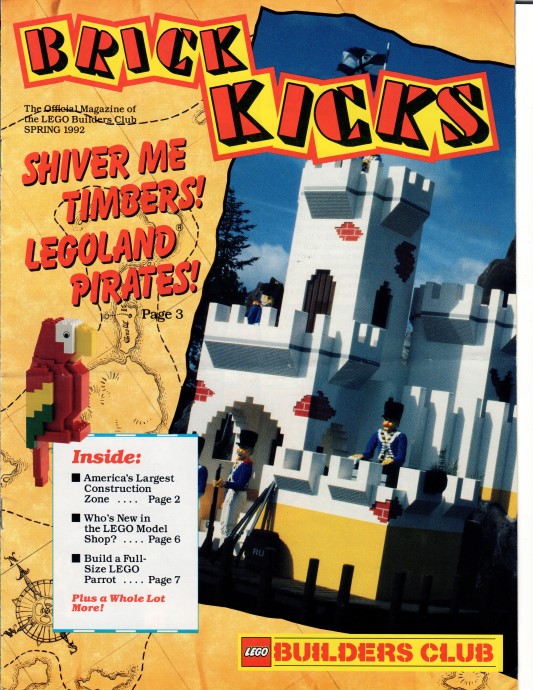 BRICK
KICKS
The Official Magazine of
the LEGO Builders Club
SPRING 1992
SHIVER ME
TIMBERS!
LEGOLAND®
PIRATES!
Page 3
Inside:
■ America's Largest
Construction
Zone .... Page 2
■ Who's New in
the LEGO Model
Shop? .... Page 6
■ Build a Full-
Size LEGO
Parrot .... Page 7
Plus a Whole Lot
More!
W
RU
LEGO BUILDERS CLUB